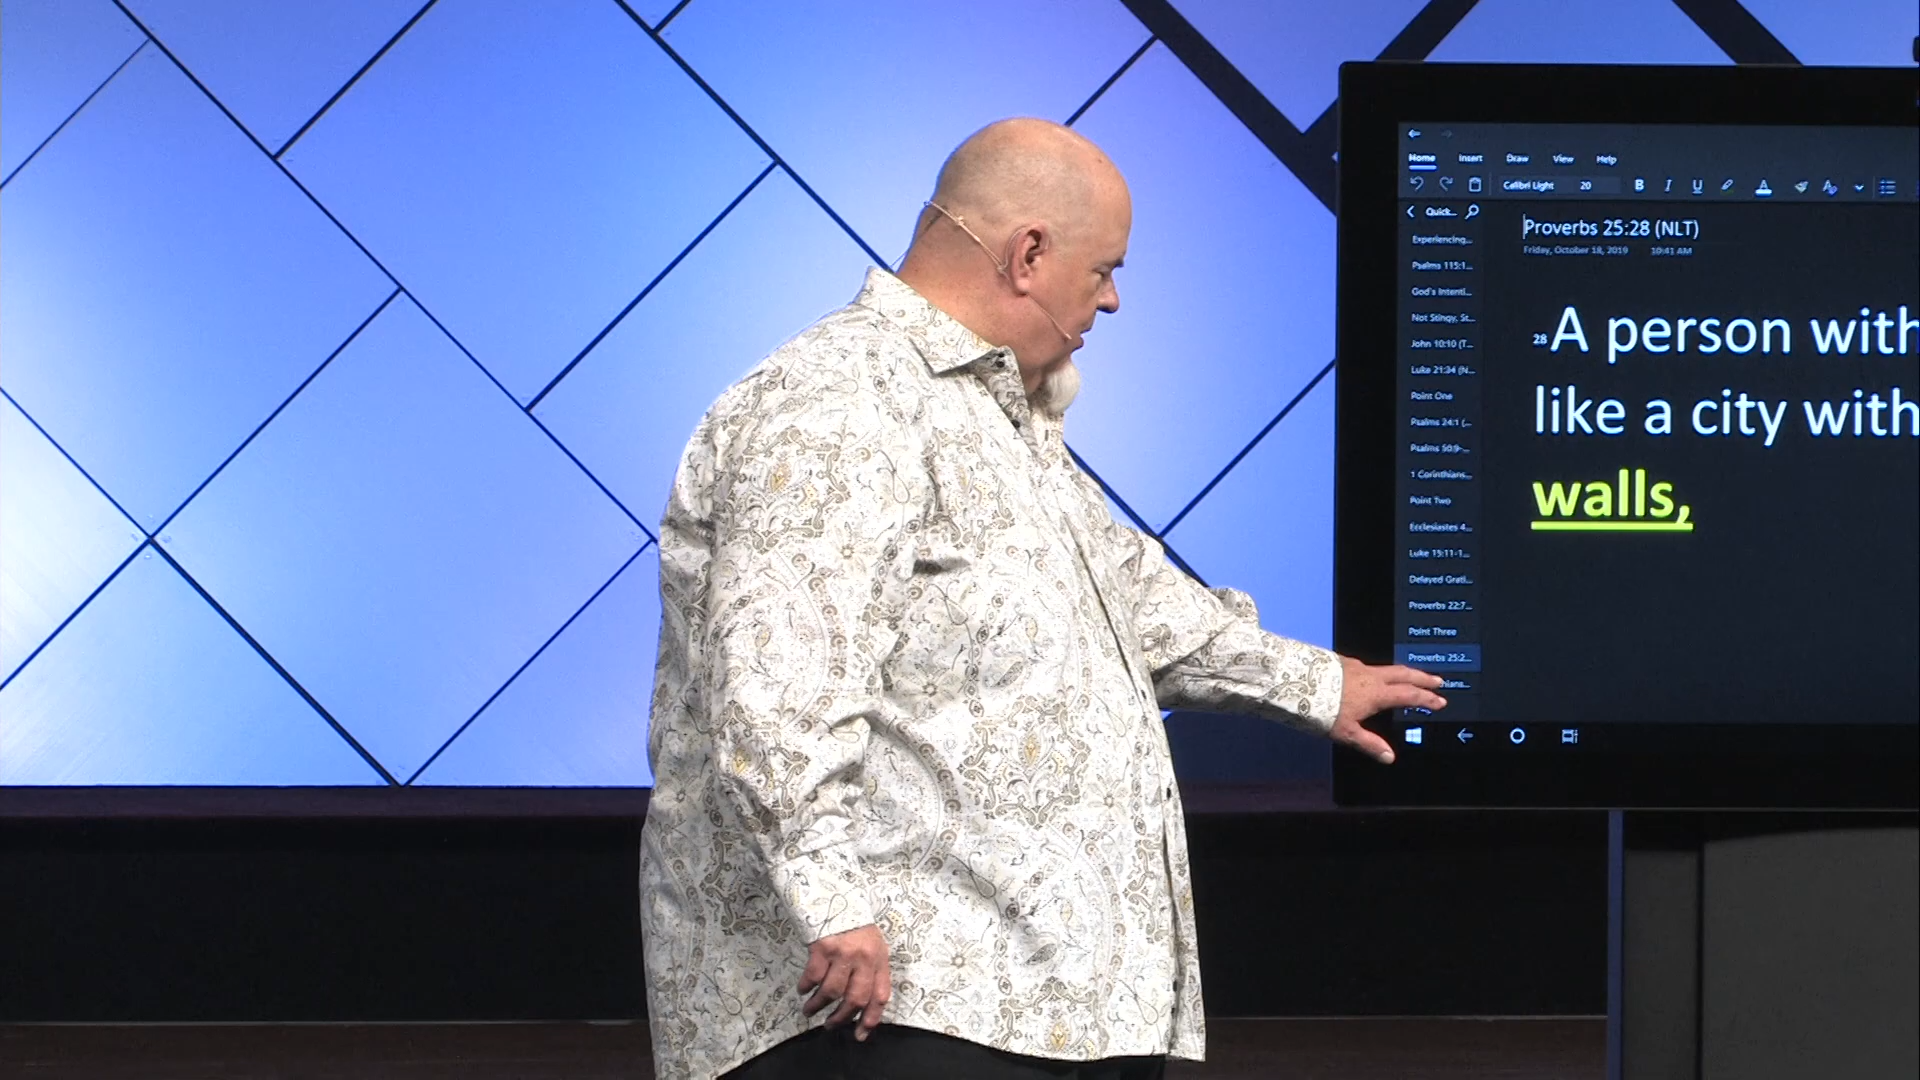 Home Insert Draw View Help
Calibri Light 20 B I U A
Quick...
Experiencing...
Psalms 115:1...
God's Intenti...
Not Stingy, St...
John 10:10 (T...
Luke 21:34 (N...
Point One
Psalms 24:1 (...
Psalms 50:9-...
1 Corinthians...
Point Two
Ecclesiastes 4...
Luke 15:11-1...
Delayed Grati...
Proverbs 22:7...
Point Three
Proverbs 25:2...
Proverbs 25:28 (NLT)
Friday, October 18, 2019 10:41 AM
28 A person with
like a city with
walls,